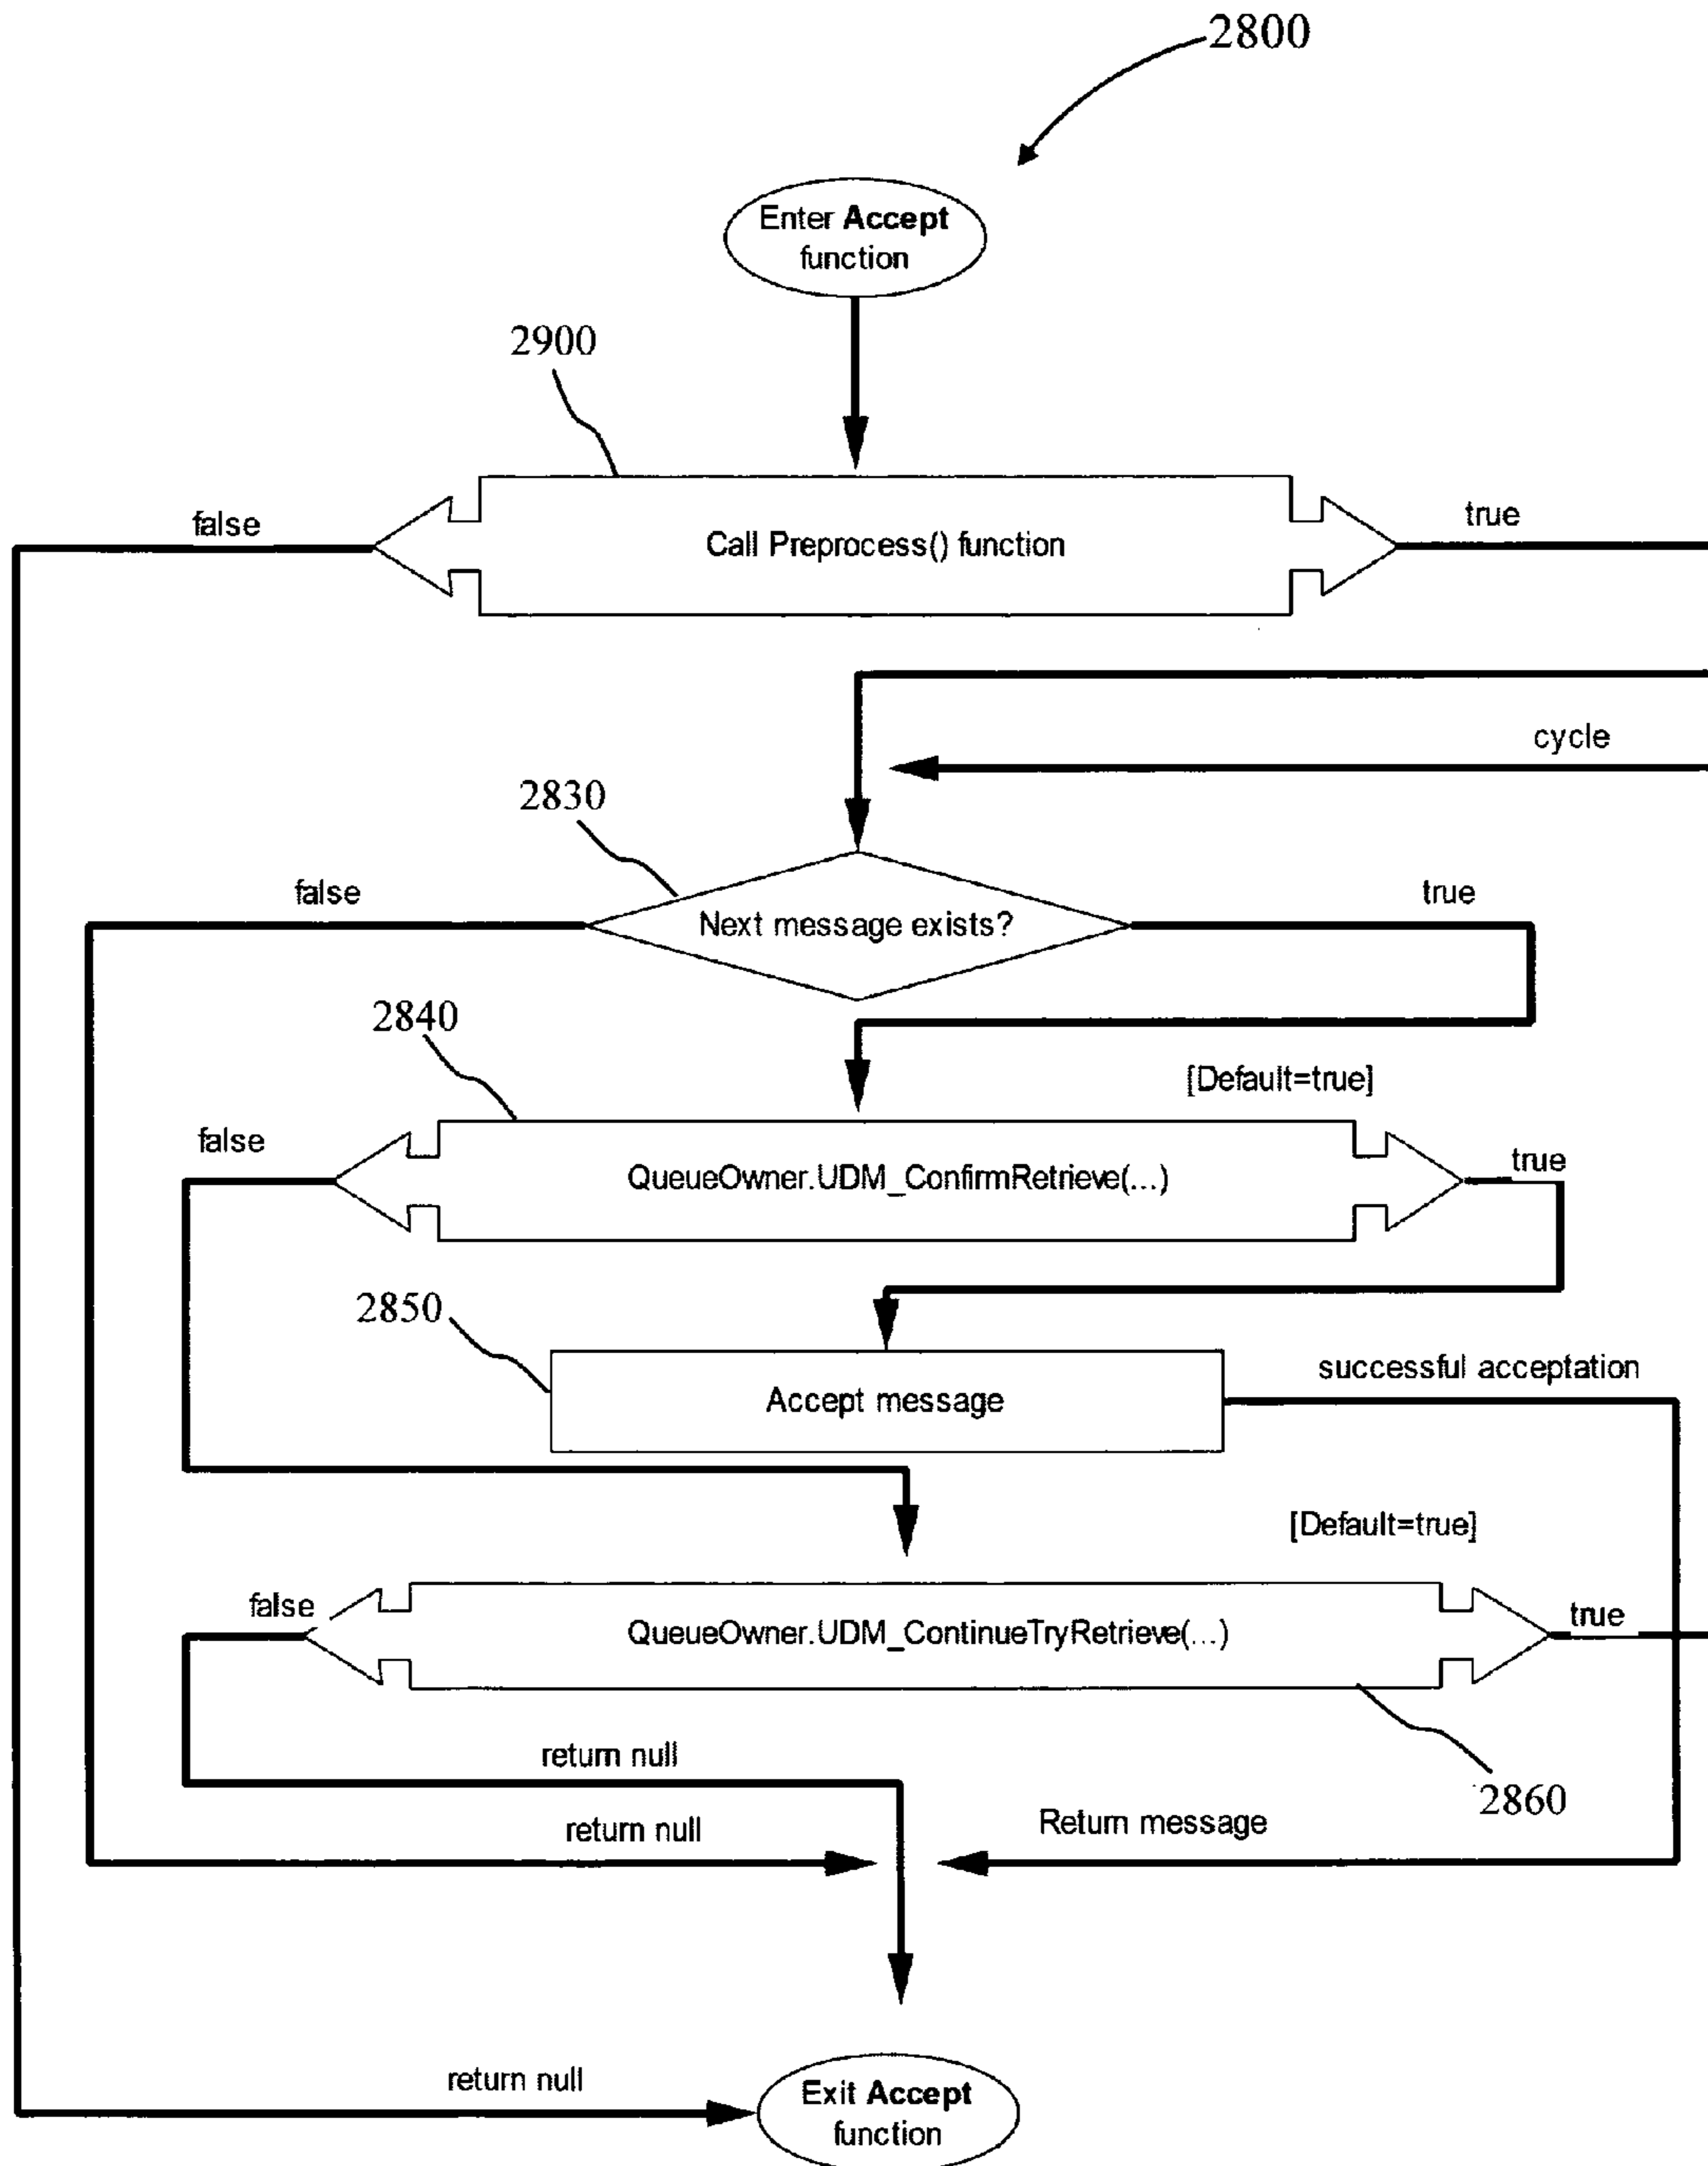 2800
Enter Accept
function
2900
false
true
Call Preprocess() function
cycle
2830
false
true
Next message exists?
2840
[Default=true]
false
true
QueueOwner.UDM_ConfirmRetrieve(...)
2850
successful acceptation
Accept message
[Default=true]
false
true
QueueOwner.UDM_ContinueTryRetrieve(...)
return null
2860
return null
Return message
return null
Exit Accept
function